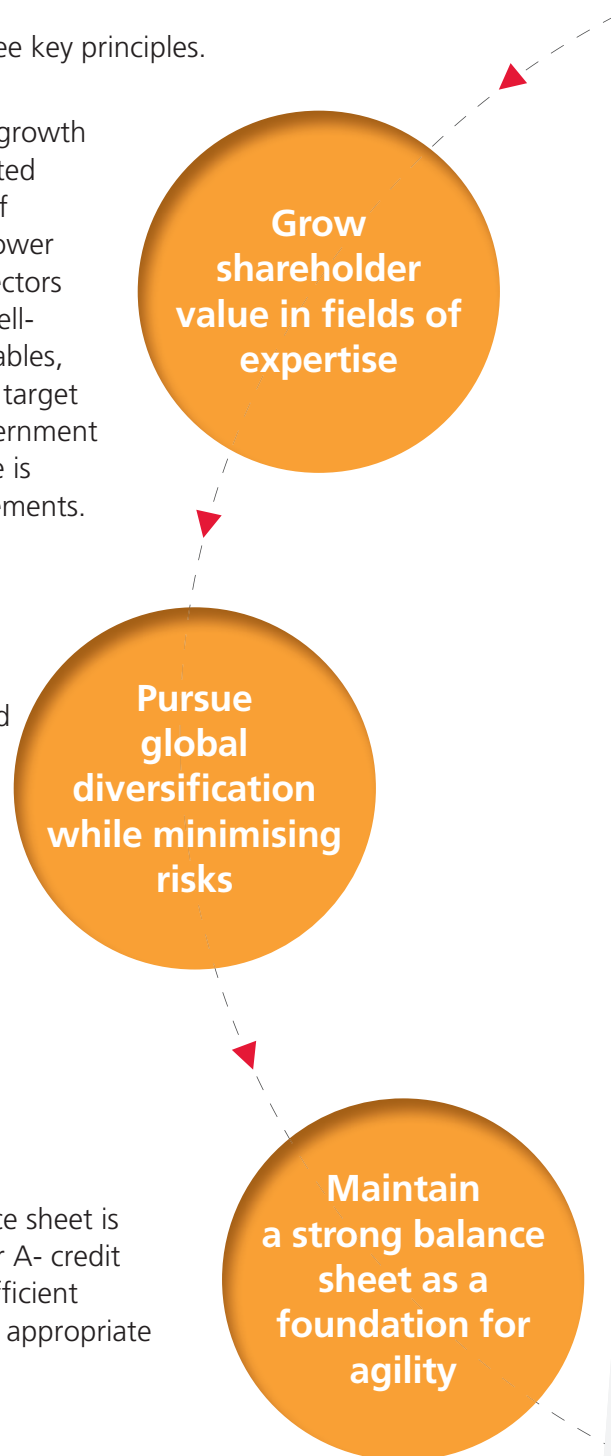 ee key principles.
growth
ted
f
ower
ectors
ell-
ables,
target
ernment
e is
ements.
Grow
shareholder
value in fields of
expertise
d
Pursue
global
diversification
while minimising
risks
ce sheet is
r A- credit
fficient
appropriate
Maintain
a strong balance
sheet as a
foundation for
agility